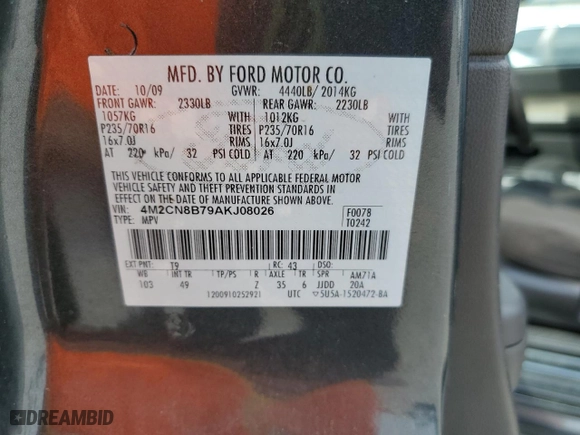 MFD. BY FORD MOTOR CO.
DATE: 10/09 GVWR: 4440LB/ 2014KG
FRONT GAWR: 2330LB REAR GAWR: 2230LB
1057KG 1012KG
P235/70R16 TIRES P235/70R16 TIRES
16x7.0J RIMS 16x7.0J RIMS
AT 220 kPa/ 32 PSI COLD AT 220 kPa/ 32 PSI COLD
THIS VEHICLE CONFORMS TO ALL APPLICABLE FEDERAL MOTOR
VEHICLE SAFETY AND THEFT PREVENTION STANDARDS IN
EFFECT ON THE DATE OF MANUFACTURE SHOWN ABOVE.
VIN: 4M2CN8B79AKJ08026 F0078
TYPE: MPV T0242
EXT PNT: T9 RC: 43 AM71A
WB INT TR TP/PS R AXLE TR SPR
103 49 Z 35 6 JJDD 20A
1200910252921 UTC 5U5A-1520472-BA
DREAMBID